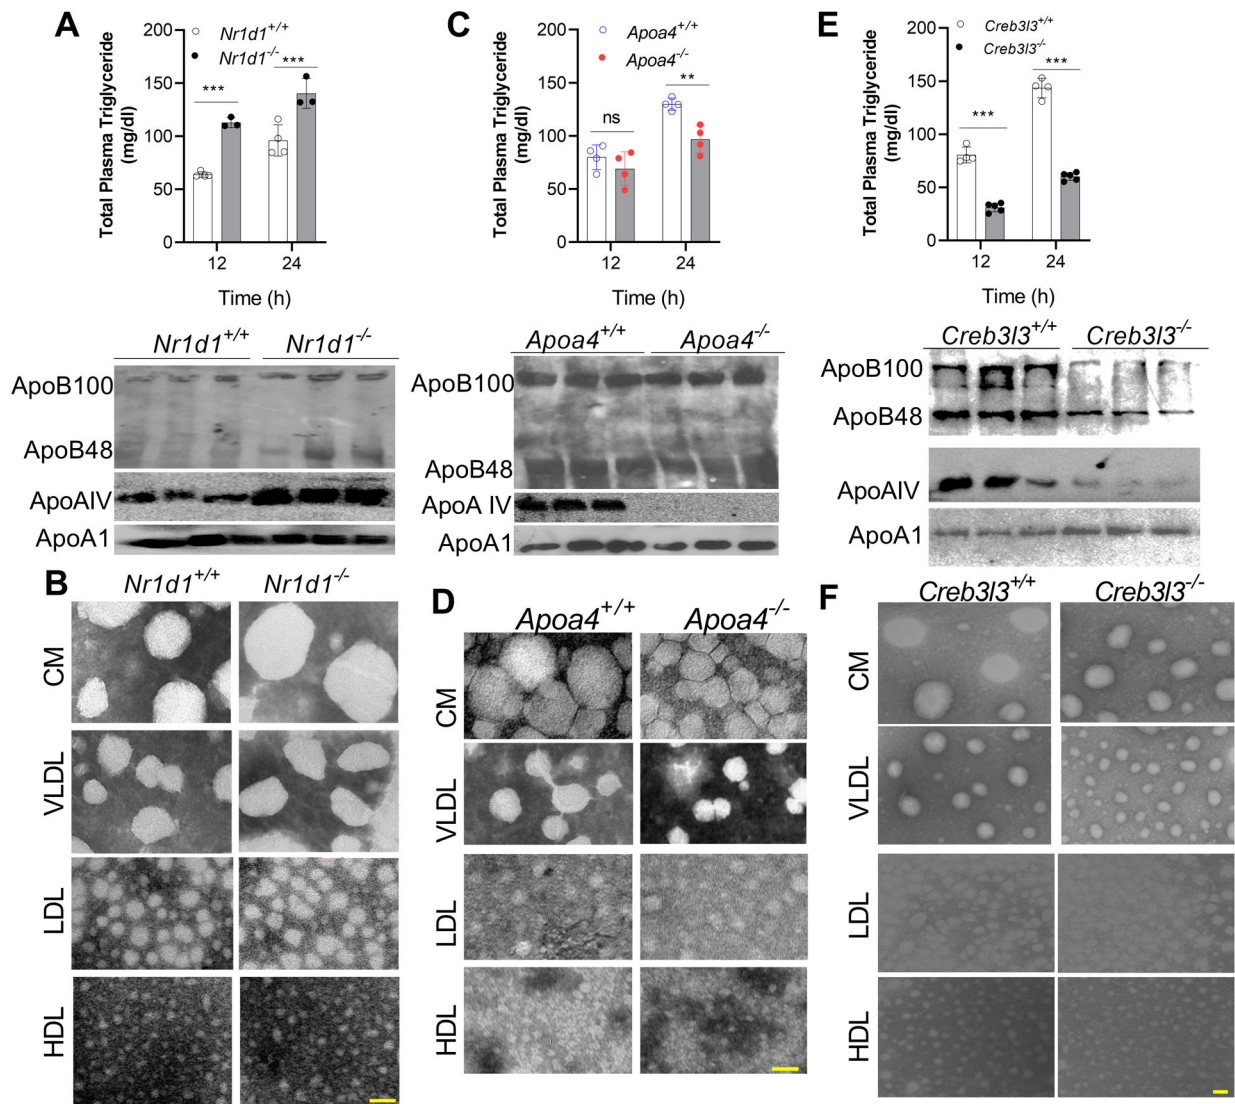 A
Total Plasma Triglyceride
(mg/dl)
200
150
100
50
0
Nr1d1+/+
Nr1d1-/-
***
***
12
24
Time (h)
Nr1d1+/+ Nr1d1-/-
ApoB100
ApoB48
ApoAIV
ApoA1
B
Nr1d1+/+ Nr1d1-/-
CM
VLDL
LDL
HDL
C
Total Plasma Triglyceride
(mg/dl)
200
150
100
50
0
Apoa4+/+
Apoa4-/-
ns
**
12
24
Time (h)
Apoa4+/+ Apoa4-/-
ApoB100
ApoB48
ApoA IV
ApoA1
D
Apoa4+/+ Apoa4-/-
CM
VLDL
LDL
HDL
E
Total Plasma Triglyceride
(mg/dl)
200
150
100
50
0
Creb3l3+/+
Creb3l3-/-
***
***
12
24
Time (h)
Creb3l3+/+ Creb3l3-/-
ApoB100
ApoB48
ApoAIV
ApoA1
F
Creb3l3+/+ Creb3l3-/-
CM
VLDL
LDL
HDL